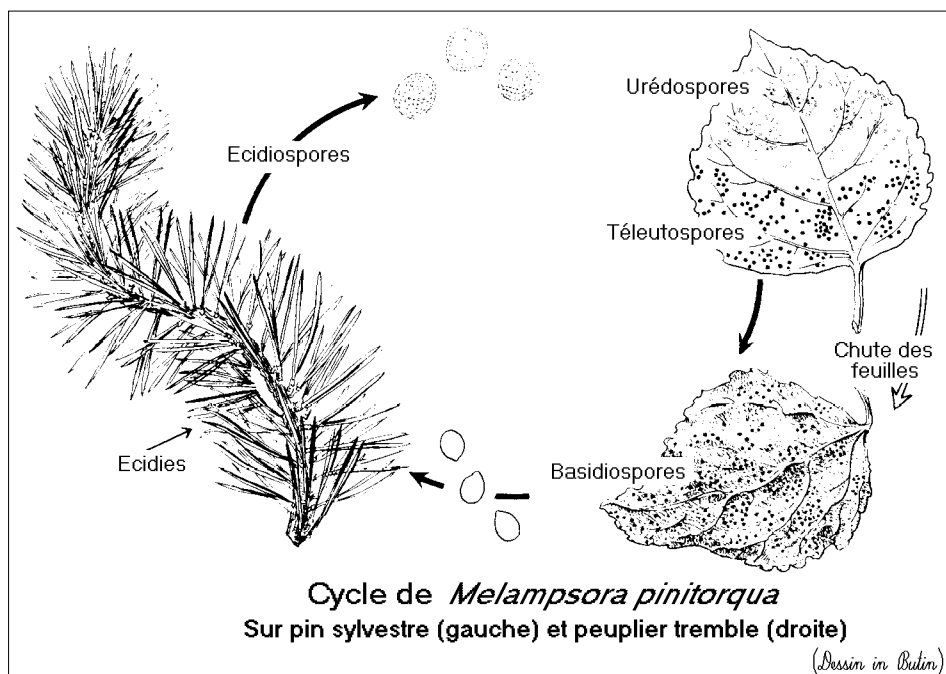 Ecidiospores
Ecidies
Urédospores
Téleutospores
Chute des
feuilles
Basidiospores
Cycle de Melampsora pinitorqua
Sur pin sylvestre (gauche) et peuplier tremble (droite)
(Dessin in Butin)